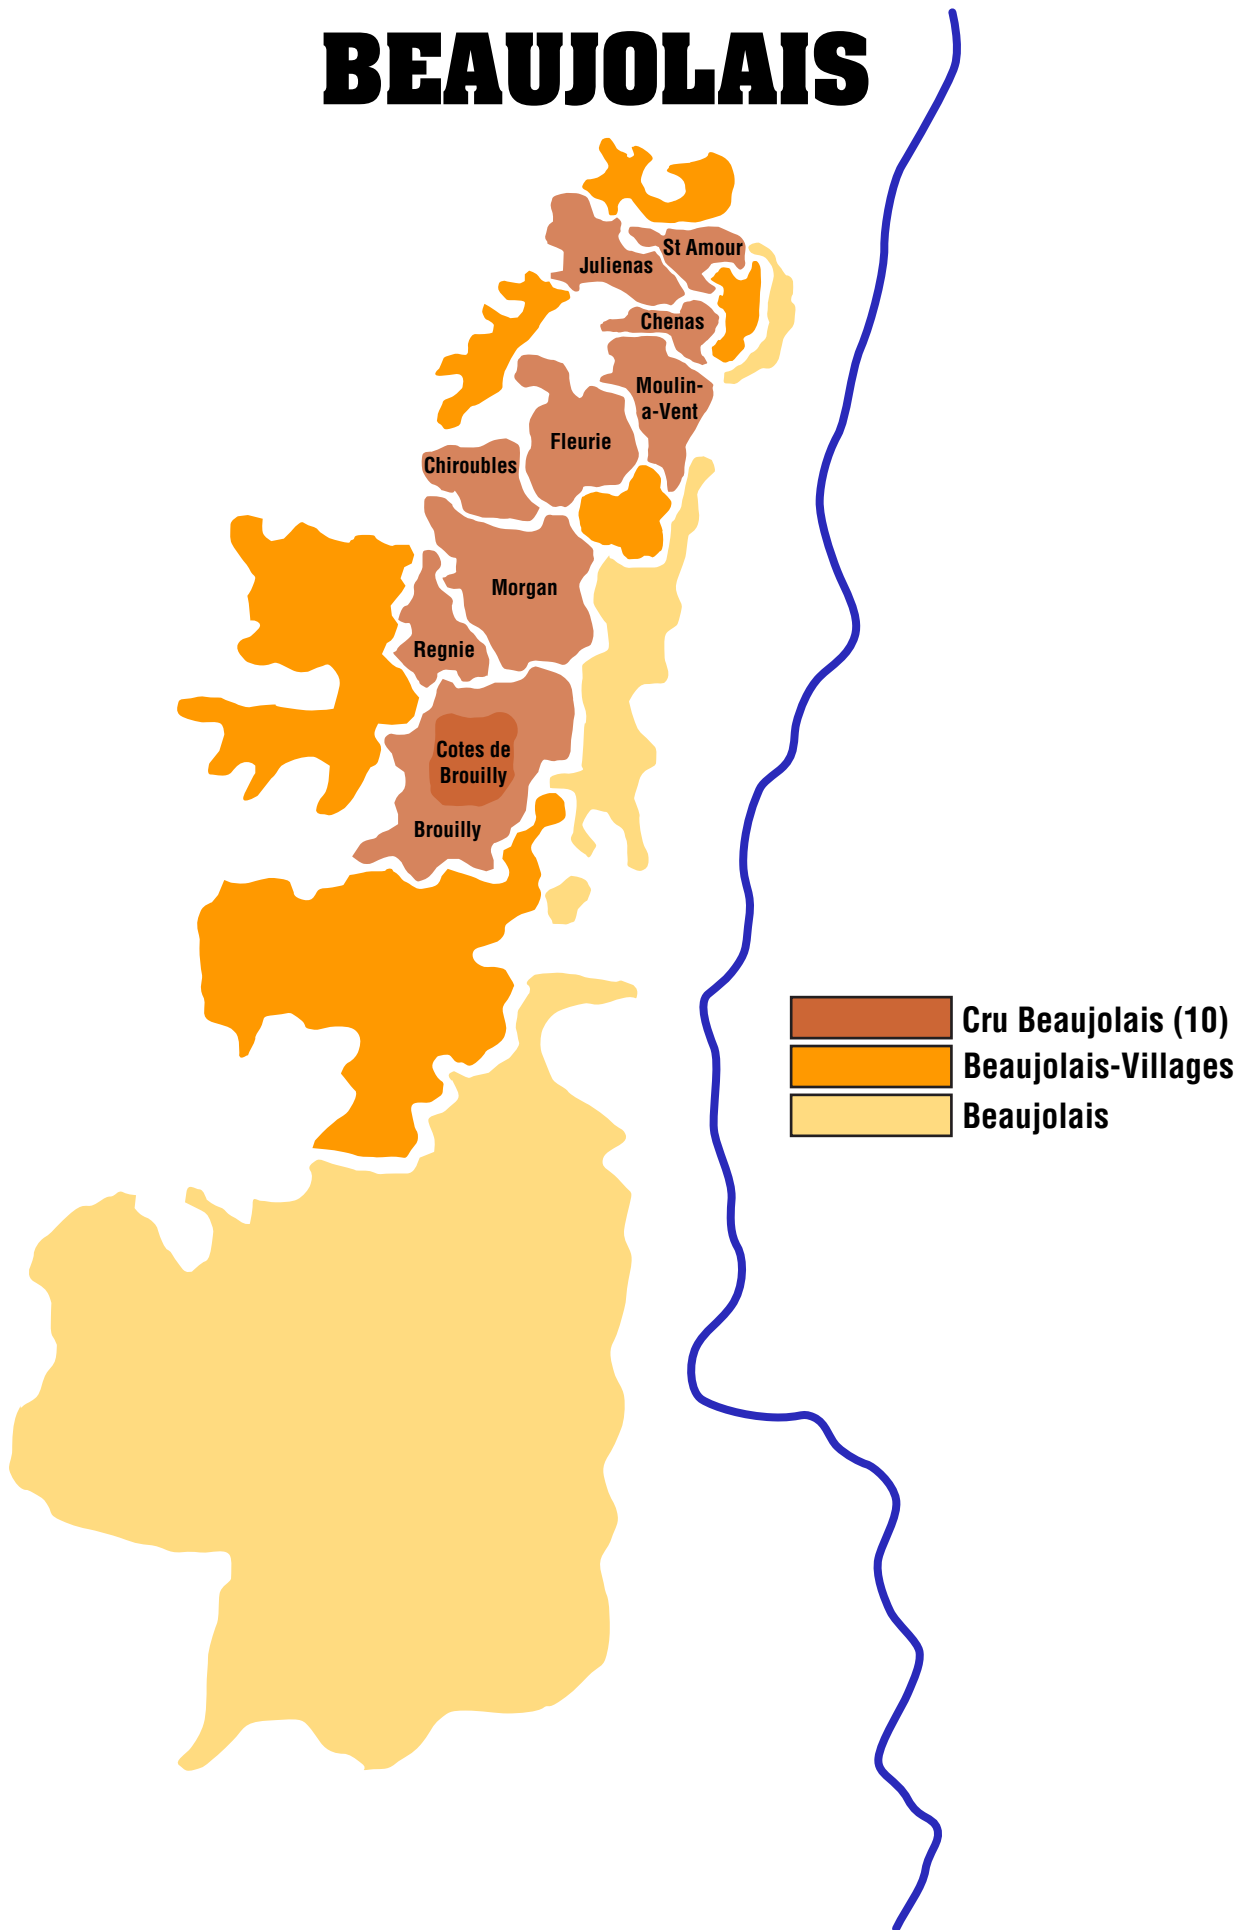 BEAUJOLAIS
St Amour
Julienas
Chenas
Moulin-
a-Vent
Fleurie
Chiroubles
Morgan
Regnie
Cotes de
Brouilly
Brouilly
Cru Beaujolais (10)
Beaujolais-Villages
Beaujolais